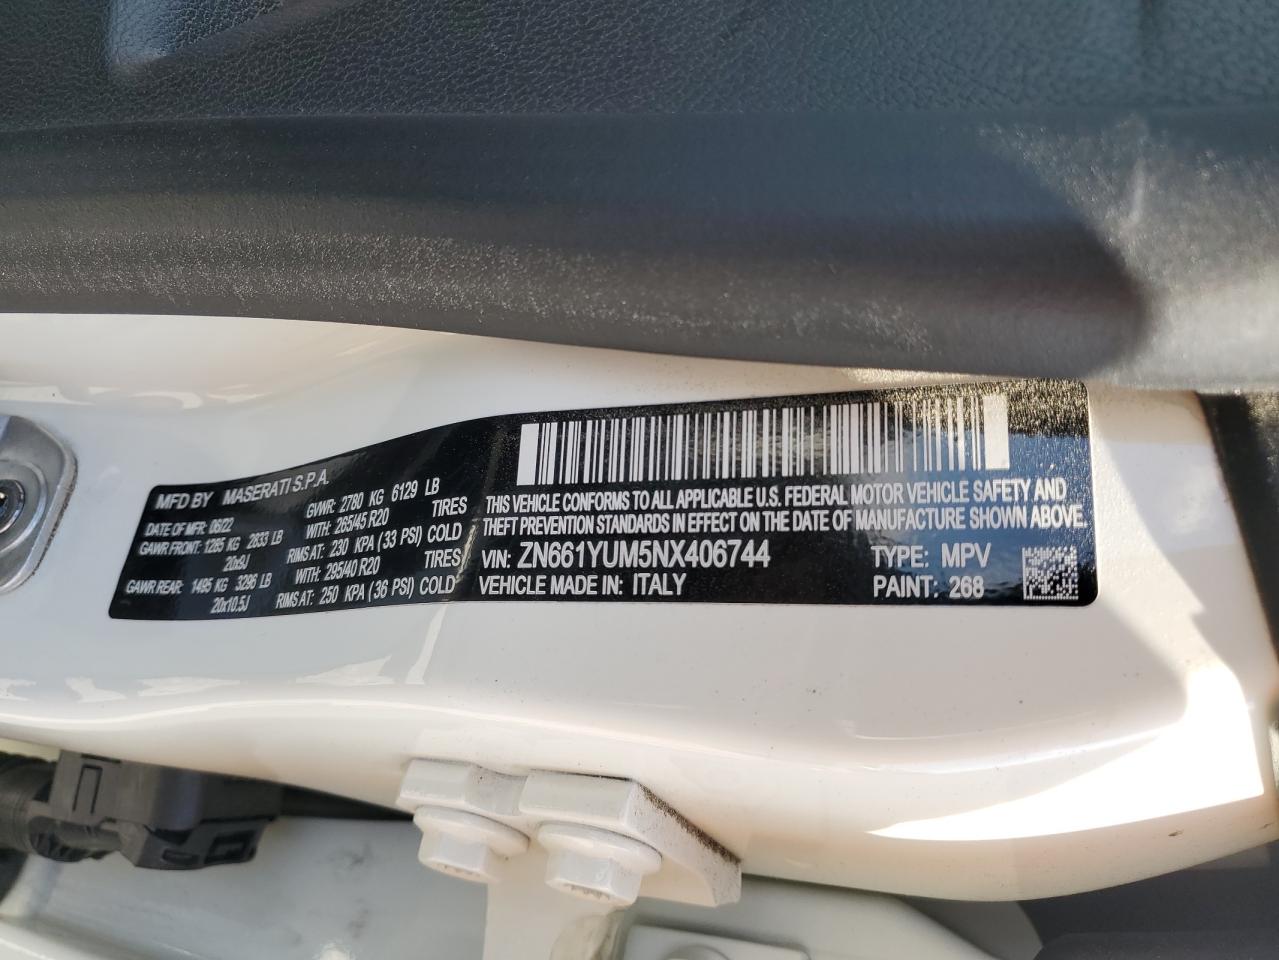 MFD BY MASERATI S.P.A.
DATE OF MFR: 06/22 GVWR: 2780 KG 6129 LB
GAWR FRONT: 1285 KG 2833 LB WITH: 265/45 R20 TIRES
20x9J RIMS AT: 230 KPA (33 PSI) COLD
GAWR REAR: 1495 KG 3296 LB WITH: 295/40 R20 TIRES
20x10.5J RIMS AT: 250 KPA (36 PSI) COLD
THIS VEHICLE CONFORMS TO ALL APPLICABLE U.S. FEDERAL MOTOR VEHICLE SAFETY AND
THEFT PREVENTION STANDARDS IN EFFECT ON THE DATE OF MANUFACTURE SHOWN ABOVE.
VIN: ZN661YUM5NX406744 TYPE: MPV
VEHICLE MADE IN: ITALY PAINT: 268